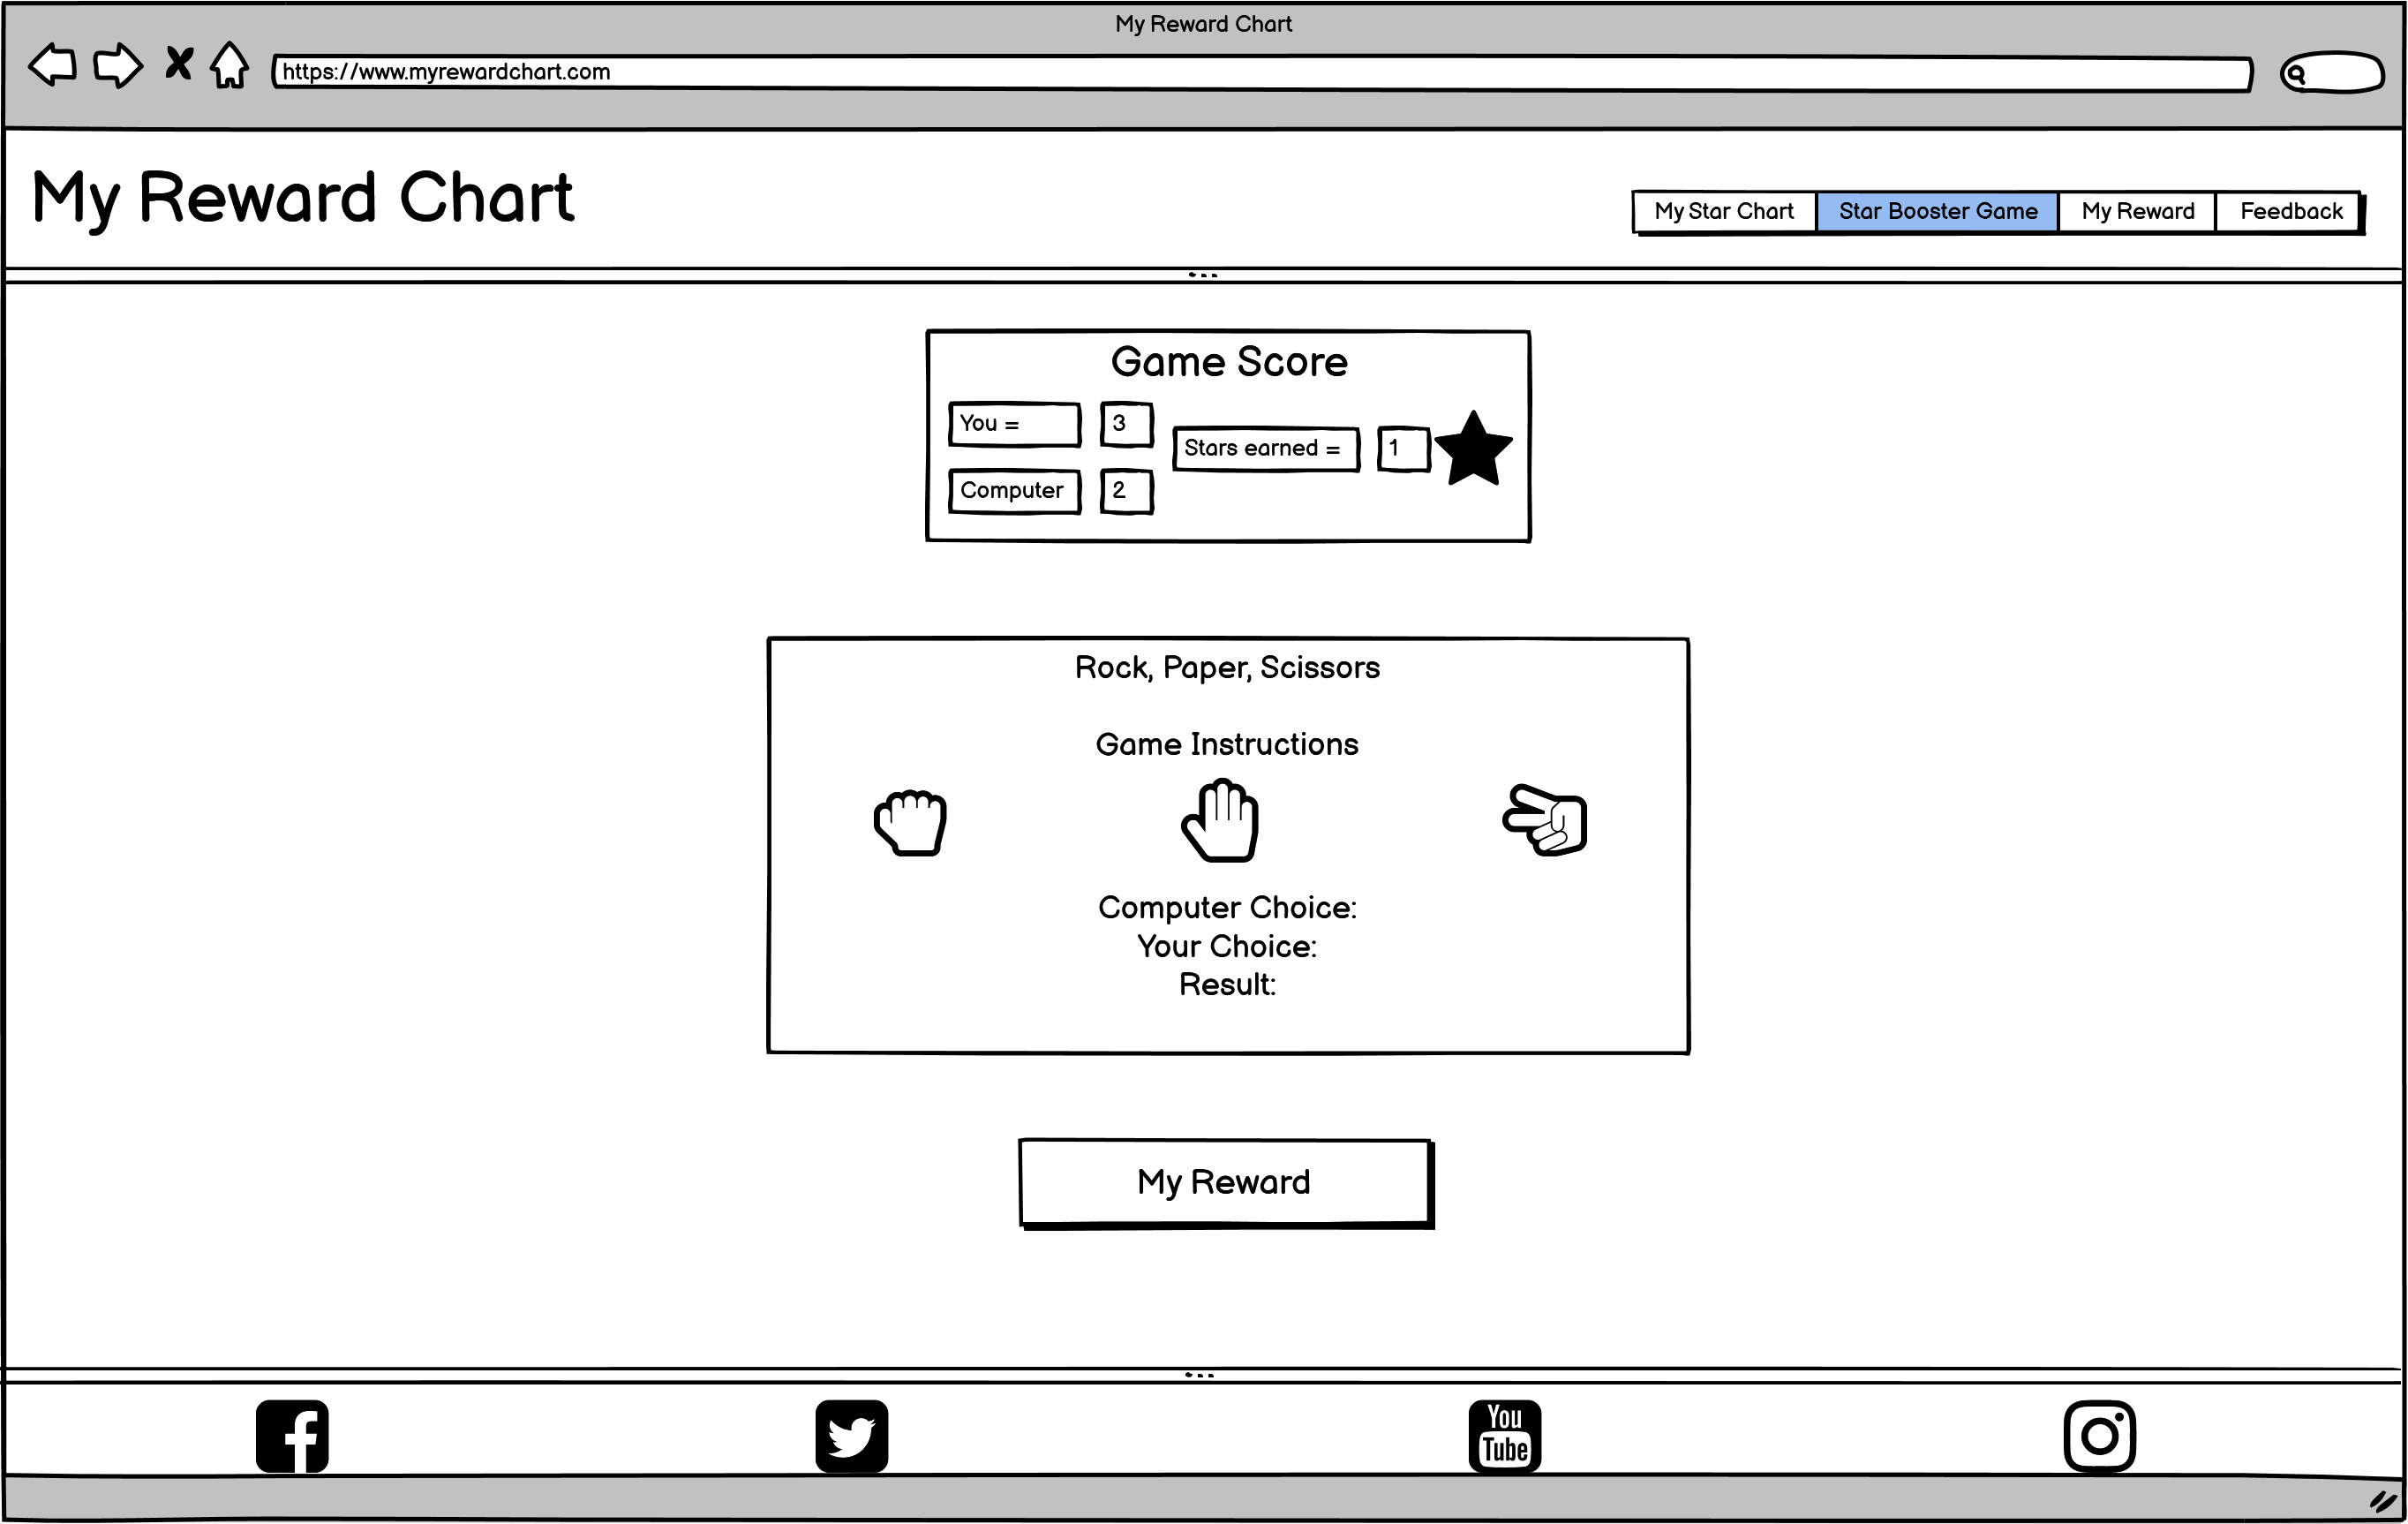 My Reward Chart
https://www.myrewardchart.com
My Reward Chart
My Star Chart
Star Booster Game
My Reward
Feedback
Game Score
You =
3
Stars earned =
1
Computer
2
Rock, Paper, Scissors
Game Instructions
Computer Choice:
Your Choice:
Result:
My Reward
You
Tube